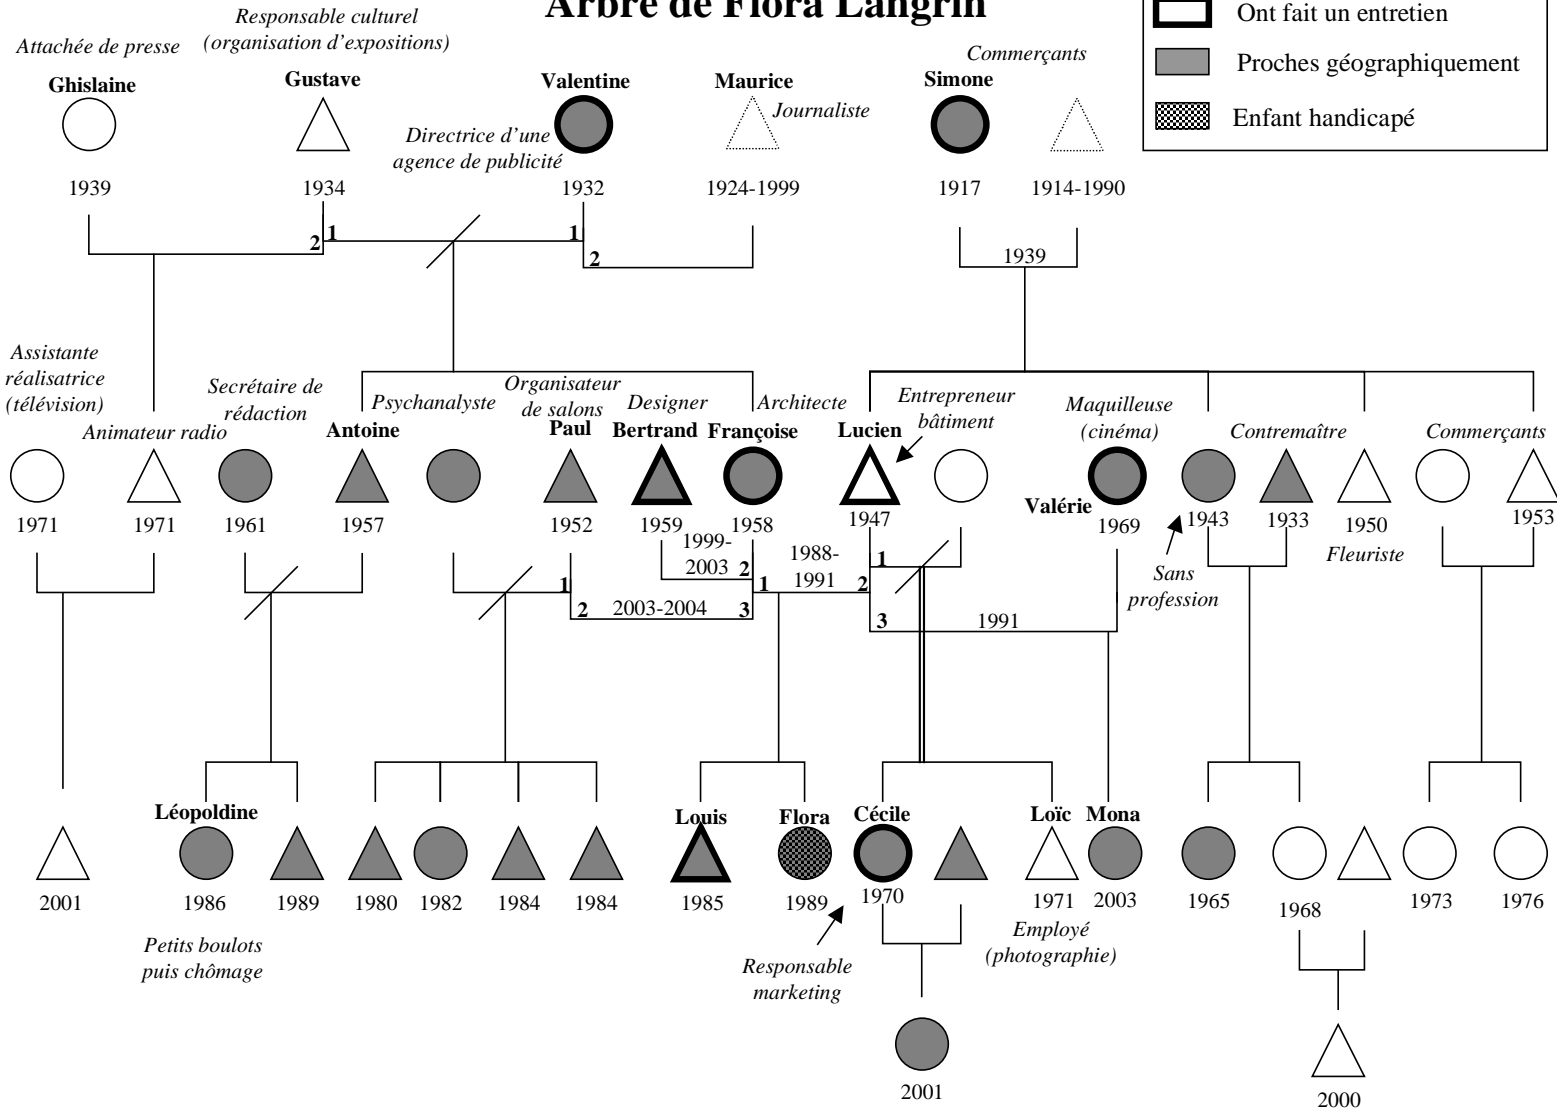 Arbre de Flora Langrin
Ont fait un entretien
Proches géographiquement
Enfant handicapé
Attachée de presse
Ghislaine
1939
Responsable culturel
(organisation d'expositions)
Gustave
1934
Directrice d'une
agence de publicité
Valentine
1932
Maurice
Journaliste
1924-1999
Commerçants
Simone
1917
1914-1990
2
1
1
2
1939
Assistante
réalisatrice
(télévision)
1971
Animateur radio
1971
Secrétaire de
rédaction
1961
Antoine
1957
Psychanalyste
Organisateur
de salons
Paul
1952
Designer
Bertrand
1959
Architecte
Françoise
1958
Lucien
1947
Entrepreneur
bâtiment
Maquilleuse
(cinéma)
Valérie
1969
1943
Sans
profession
Contremaître
1933
1950
Fleuriste
Commerçants
1953
1999-
2003
2
1988-
1991
1
2
1
1
2
2003-2004
3
3
1991
2001
Léopoldine
1986
Petits boulots
puis chômage
1989
1980
1982
1984
1984
Louis
1985
Flora
1989
Cécile
1970
Responsable
marketing
Loïc
1971
Employé
(photographie)
Mona
2003
1965
1968
1973
1976
2001
2000